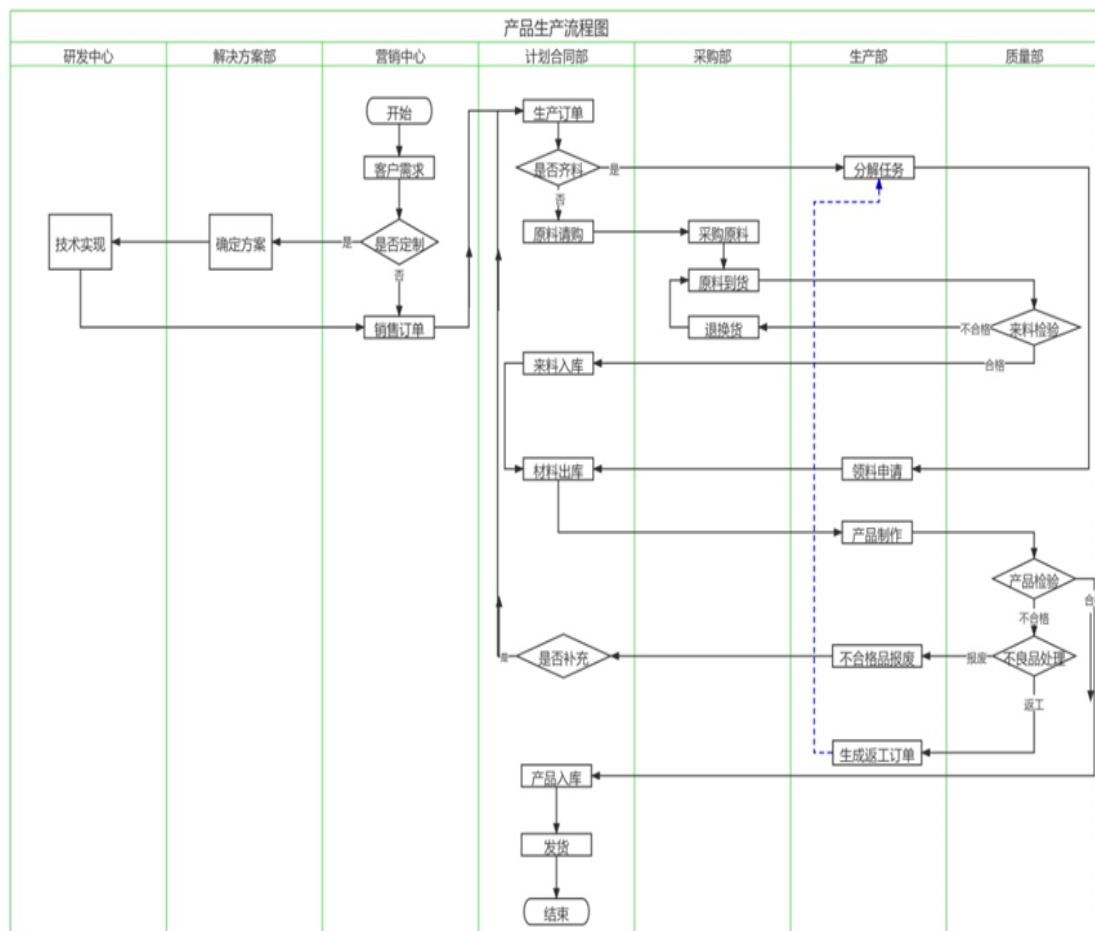 产品生产流程图
研发中心
解决方案部
营销中心
计划合同部
采购部
生产部
质量部
开始
生产订单
客户需求
是否齐料
是
分解任务
否
技术实现
确定方案
是
是否定制
原料请购
采购原料
否
原料到货
销售订单
退换货
不合格
来料检验
来料入库
合格
材料出库
领料申请
产品制作
产品检验
合
不合格
是
是否补充
不合格品报废
报废
不良品处理
返工
生成返工订单
产品入库
发货
结束